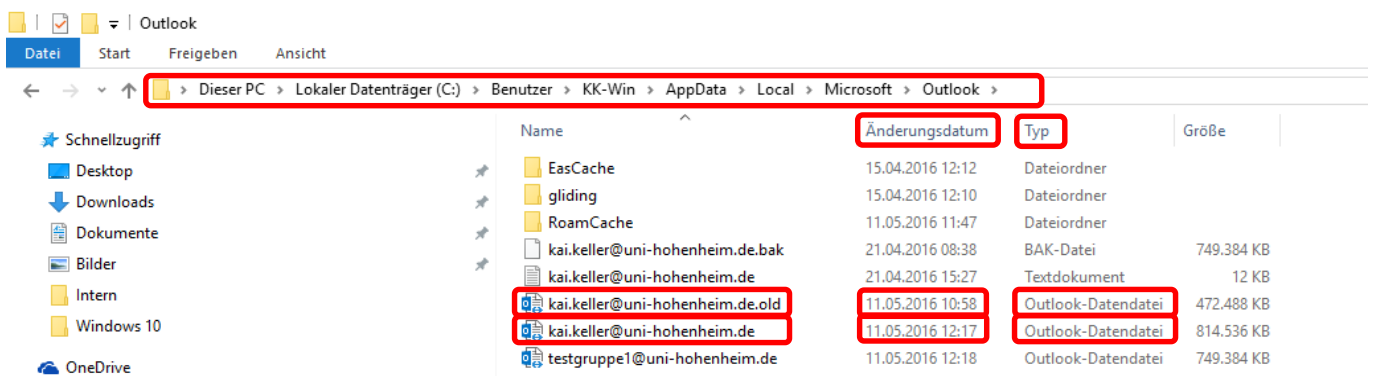 Outlook
Datei Start Freigeben Ansicht
Dieser PC > Lokaler Datenträger (C:) > Benutzer > KK-Win > AppData > Local > Microsoft > Outlook >
Schnellzugriff
Desktop
Downloads
Dokumente
Bilder
Intern
Windows 10
OneDrive
Name Änderungsdatum Typ Größe
EasCache 15.04.2016 12:12 Dateiordner
gliding 15.04.2016 12:10 Dateiordner
RoamCache 11.05.2016 11:47 Dateiordner
kai.keller@uni-hohenheim.de.bak 21.04.2016 08:38 BAK-Datei 749.384 KB
kai.keller@uni-hohenheim.de 21.04.2016 15:27 Textdokument 12 KB
kai.keller@uni-hohenheim.de.old 11.05.2016 10:58 Outlook-Datendatei 472.488 KB
kai.keller@uni-hohenheim.de 11.05.2016 12:17 Outlook-Datendatei 814.536 KB
testgruppe1@uni-hohenheim.de 11.05.2016 12:18 Outlook-Datendatei 749.384 KB